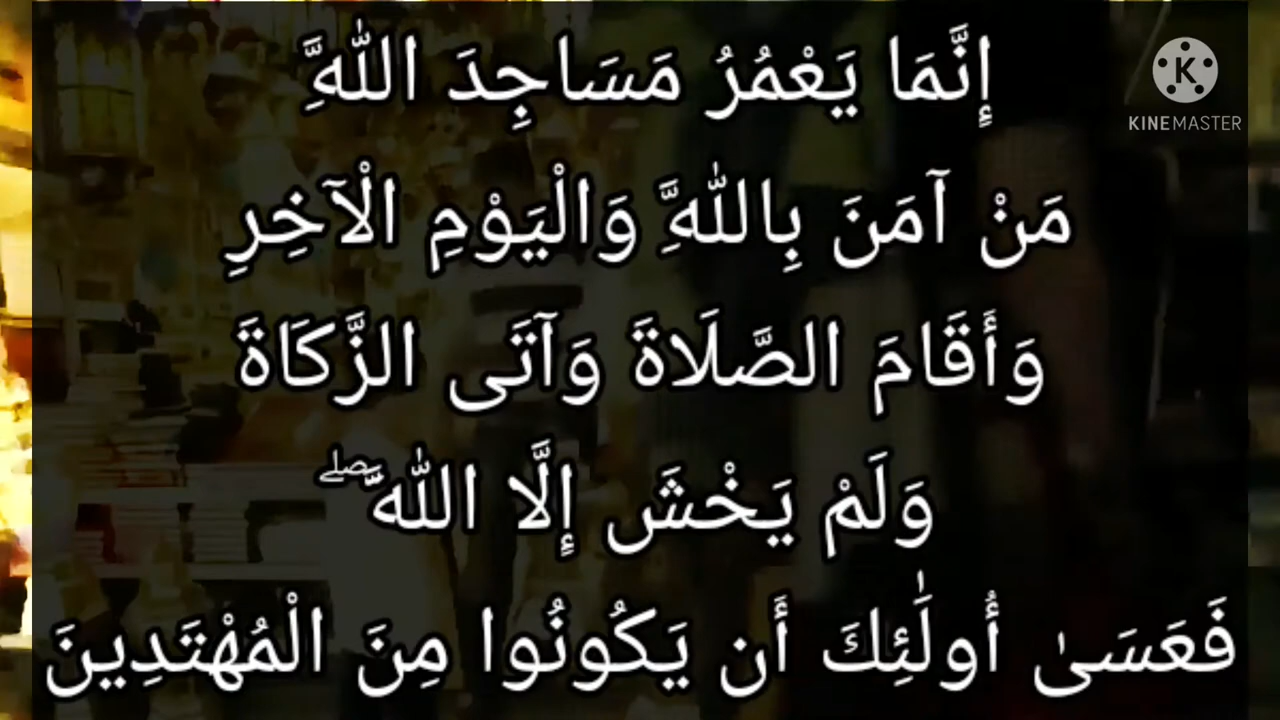 إِنَّمَا يَعْمُرُ مَسَاجِدَ اللَّهِ
KINEMASTER
مَنْ آمَنَ بِاللَّهِ وَالْيَوْمِ الْآخِرِ
وَأَقَامَ الصَّلَاةَ وَآتَى الزَّكَاةَ
وَلَمْ يَخْشَ إِلَّا اللَّهَ ۖ
فَعَسَىٰ أُولَٰئِكَ أَن يَكُونُوا مِنَ الْمُهْتَدِينَ